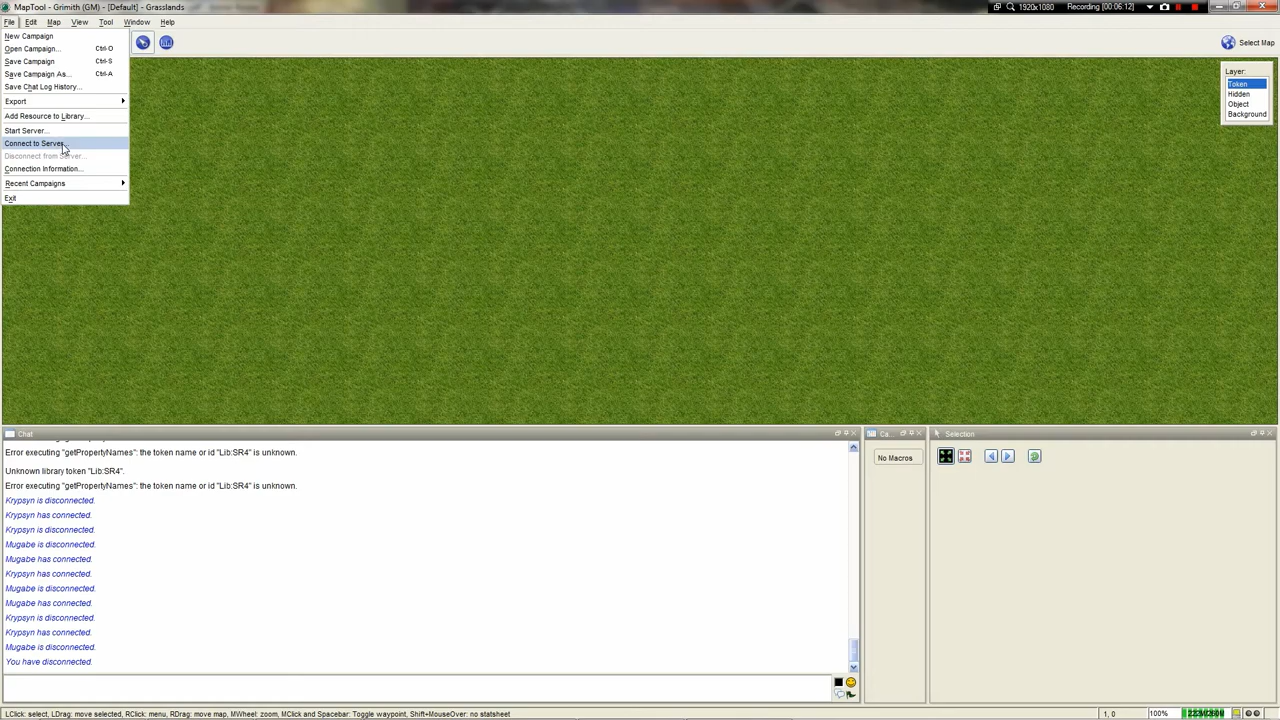 MapTool - Grimith (GM) - [Default] - Grasslands
1920x1080
Recording [00:06:12]
File Edit Map View Tool Window Help
New Campaign
Open Campaign... Ctrl-O
Save Campaign Ctrl-S
Save Campaign As... Ctrl-A
Save Chat Log History...
Export
Add Resource to Library...
Start Server...
Connect to Server...
Disconnect from Server...
Connection Information...
Recent Campaigns
Exit
Select Map
Layer:
Token
Hidden
Object
Background
Chat
Error executing "getPropertyNames": the token name or id "Lib:SR4" is unknown.
Unknown library token "Lib:SR4".
Error executing "getPropertyNames": the token name or id "Lib:SR4" is unknown.
Krypsyn is disconnected.
Krypsyn has connected.
Krypsyn is disconnected.
Mugabe is disconnected.
Mugabe has connected.
Krypsyn has connected.
Mugabe is disconnected.
Mugabe has connected.
Krypsyn is disconnected.
Krypsyn has connected.
Mugabe is disconnected.
You have disconnected.
Ca...
No Macros
Selection
LClick: select, LDrag: move selected, RClick: menu, RDrag: move map, MWheel: zoom, MClick and Spacebar: Toggle waypoint, Shift+MouseOver: no statsheet
1, 0
100%